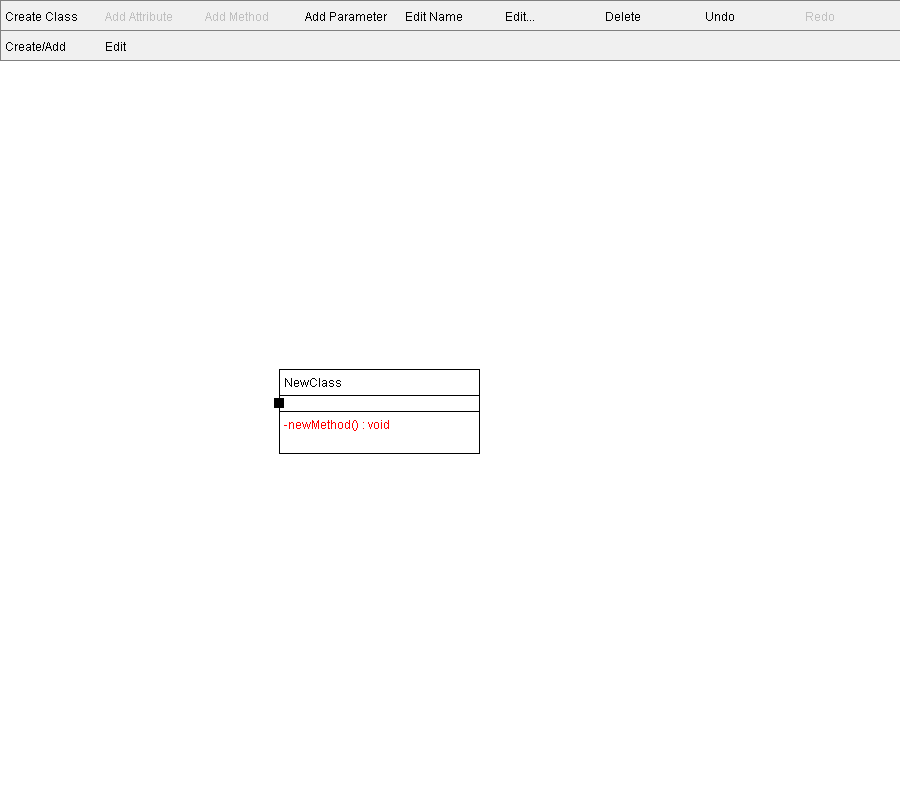 Create Class Add Attribute Add Method Add Parameter Edit Name Edit... Delete Undo Redo
Create/Add Edit
NewClass
-newMethod() : void